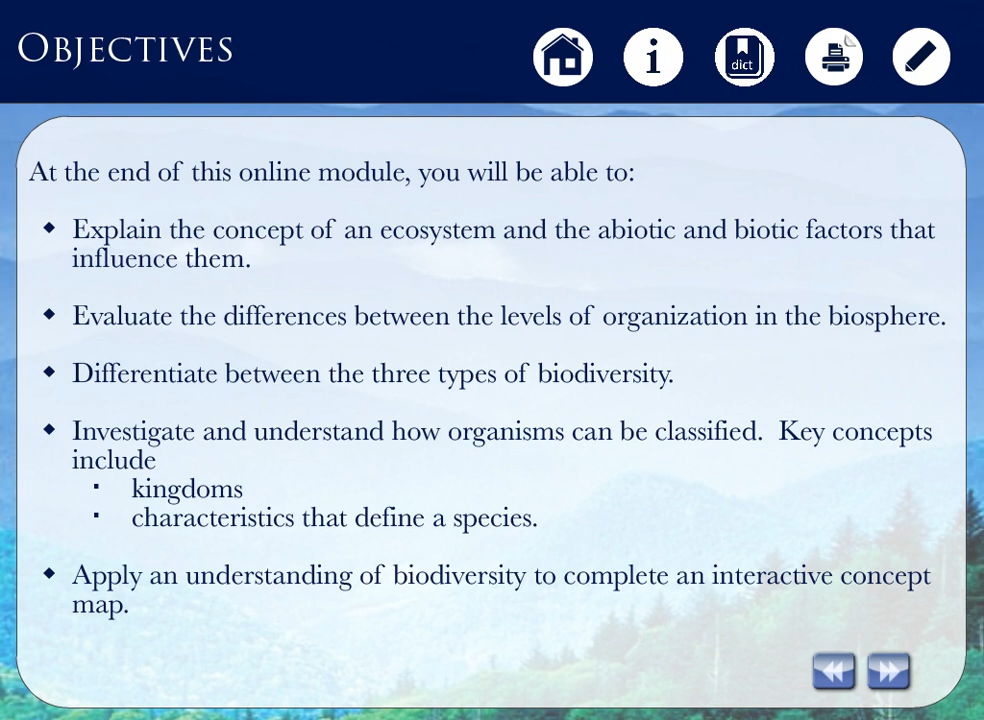 OBJECTIVES
dict
At the end of this online module, you will be able to:
Explain the concept of an ecosystem and the abiotic and biotic factors that
influence them.
Evaluate the differences between the levels of organization in the biosphere.
Differentiate between the three types of biodiversity.
Investigate and understand how organisms can be classified.  Key concepts
include
kingdoms
characteristics that define a species.
Apply an understanding of biodiversity to complete an interactive concept
map.